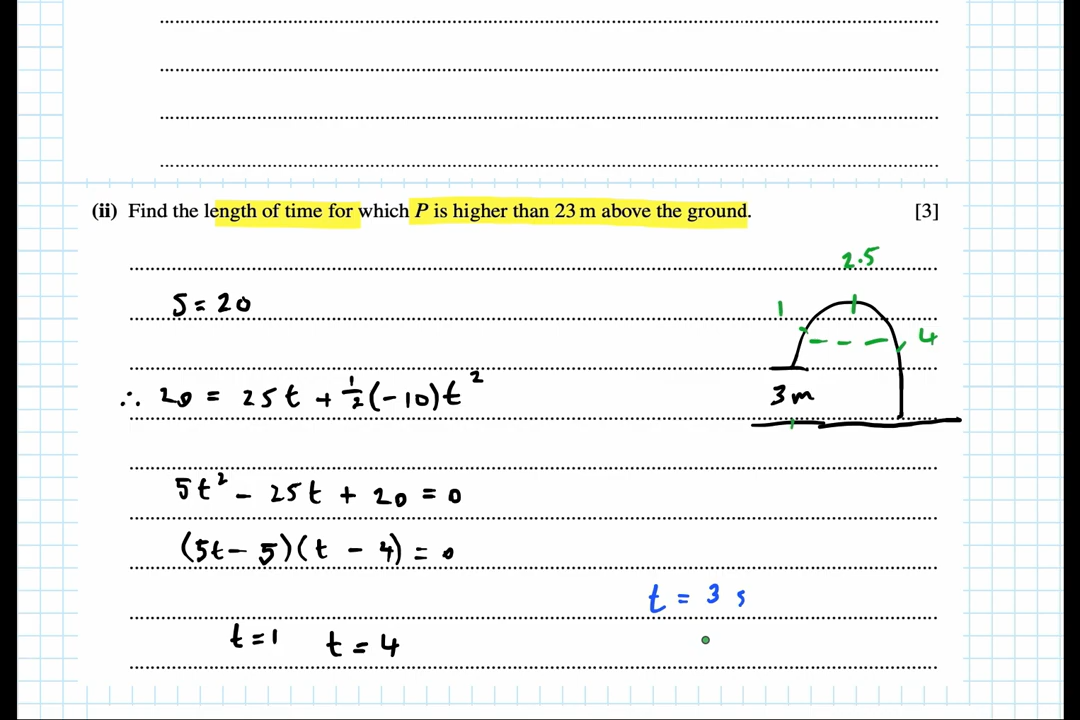 (ii) Find the length of time for which P is higher than 23 m above the ground. [3]
2.5
S = 20
1
4
∴ 20 = 25t + ½(-10)t²
3 m
5t² - 25t + 20 = 0
(5t - 5)(t - 4) = 0
t = 3 s
t = 1 t = 4